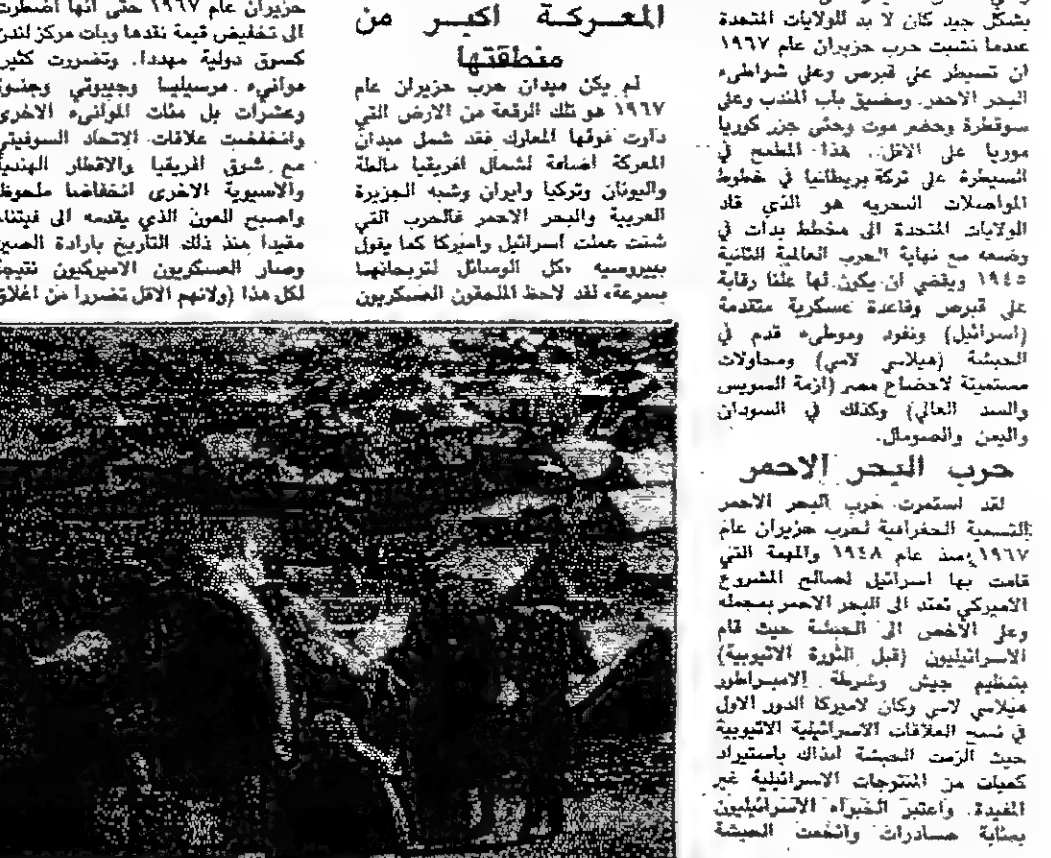 بشكل جيد كان لا بد للولايات المتحدة
عندما نشبت حرب حزيران عام ١٩٦٧
ان تسيطر على قبرص وعلى شواطىء
البحر الاحمر. ومضيق باب المندب وعلى
سوقطرة وحضر موت وحتى جزر كوريا
موريا على الاقل. هذا المطمح في
السيطرة على تركة بريطانيا في خطوط
المواصلات البحريه هو الذي قاد
الولايات المتحدة الى مخطط بدأت في
وضعه مع نهاية الحرب العالمية الثانية
١٩٤٥ ويقضي ان يكون لها علنا رقابة
على قبرص وقاعدة عسكرية متقدمة
(اسرائيل) ونفوذ وموطىء قدم في
الحبشة (هيلاسي لاسي) ومحاولات
مستميتة لاخضاع مصر (ازمة السويس
والسد العالي) وكذلك في السودان
واليمن والصومال.
حرب البحر الاحمر
لقد استمرت حرب البحر الاحمر
التسمية الجغرافية لحرب حزيران عام
١٩٦٧ منذ عام ١٩٤٨ والمهمة التي
قامت بها اسرائيل لصالح المشروع
الاميركي تمتد الى البحر الاحمر بمجمله
وعلى الاخص الى الحبشة حيث قام
الاسرائيليون (قبل الثورة الاثيوبية)
بتنظيم جيش وشرطة الامبراطور
هيلاسي لاسي وكان لاميركا الدور الاول
في نسج العلاقات الاسرائيلية الاثيوبية
حيث الزمت الحبشة انذاك باستيراد
كميات من المنتوجات الاسرائيلية غير
المفيدة. واعتبر الخبراء الاسرائيليون
بمثابة صادرات واتخمت الحبشة
المعركة اكبر من
منطقتها
لم يكن ميدان حرب حزيران عام
١٩٦٧ هو تلك الرقعة من الارض التي
دارت فوقها المعارك فقد شمل ميدان
المعركة اضافة لشمال افريقيا مالطة
واليونان وتركيا وايران وشبه الجزيرة
العربية والبحر الاحمر فالحرب التي
شنت عملت اسرائيل واميركا كما يقول
بييروسيه «كل الوسائل لتربحانها
بسرعة» لقد لاحظ الملحقون العسكريون
حزيران عام ١٩٦٧ حتى انها اضطرت
الى تخفيض قيمة نقدها وبات مركز لندن
كسوق دولية مهددا. وتضررت كثير
موانىء مرسيليا وجيبوتي وجنوا
وعشرات بل مئات الموانىء الاخرى
وانخفضت علاقات الاتحاد السوفيتي
مع شرق افريقيا والاقطار الهندية
والاسيوية الاخرى انخفاضا ملحوظا
واصبح العون الذي يقدمه الى فيتنام
مقيدا منذ ذلك التاريخ بارادة الصين
وصار العسكريون الاميركيون نتيجة
لكل هذا (ولانهم الاقل تضررا من اغلاق